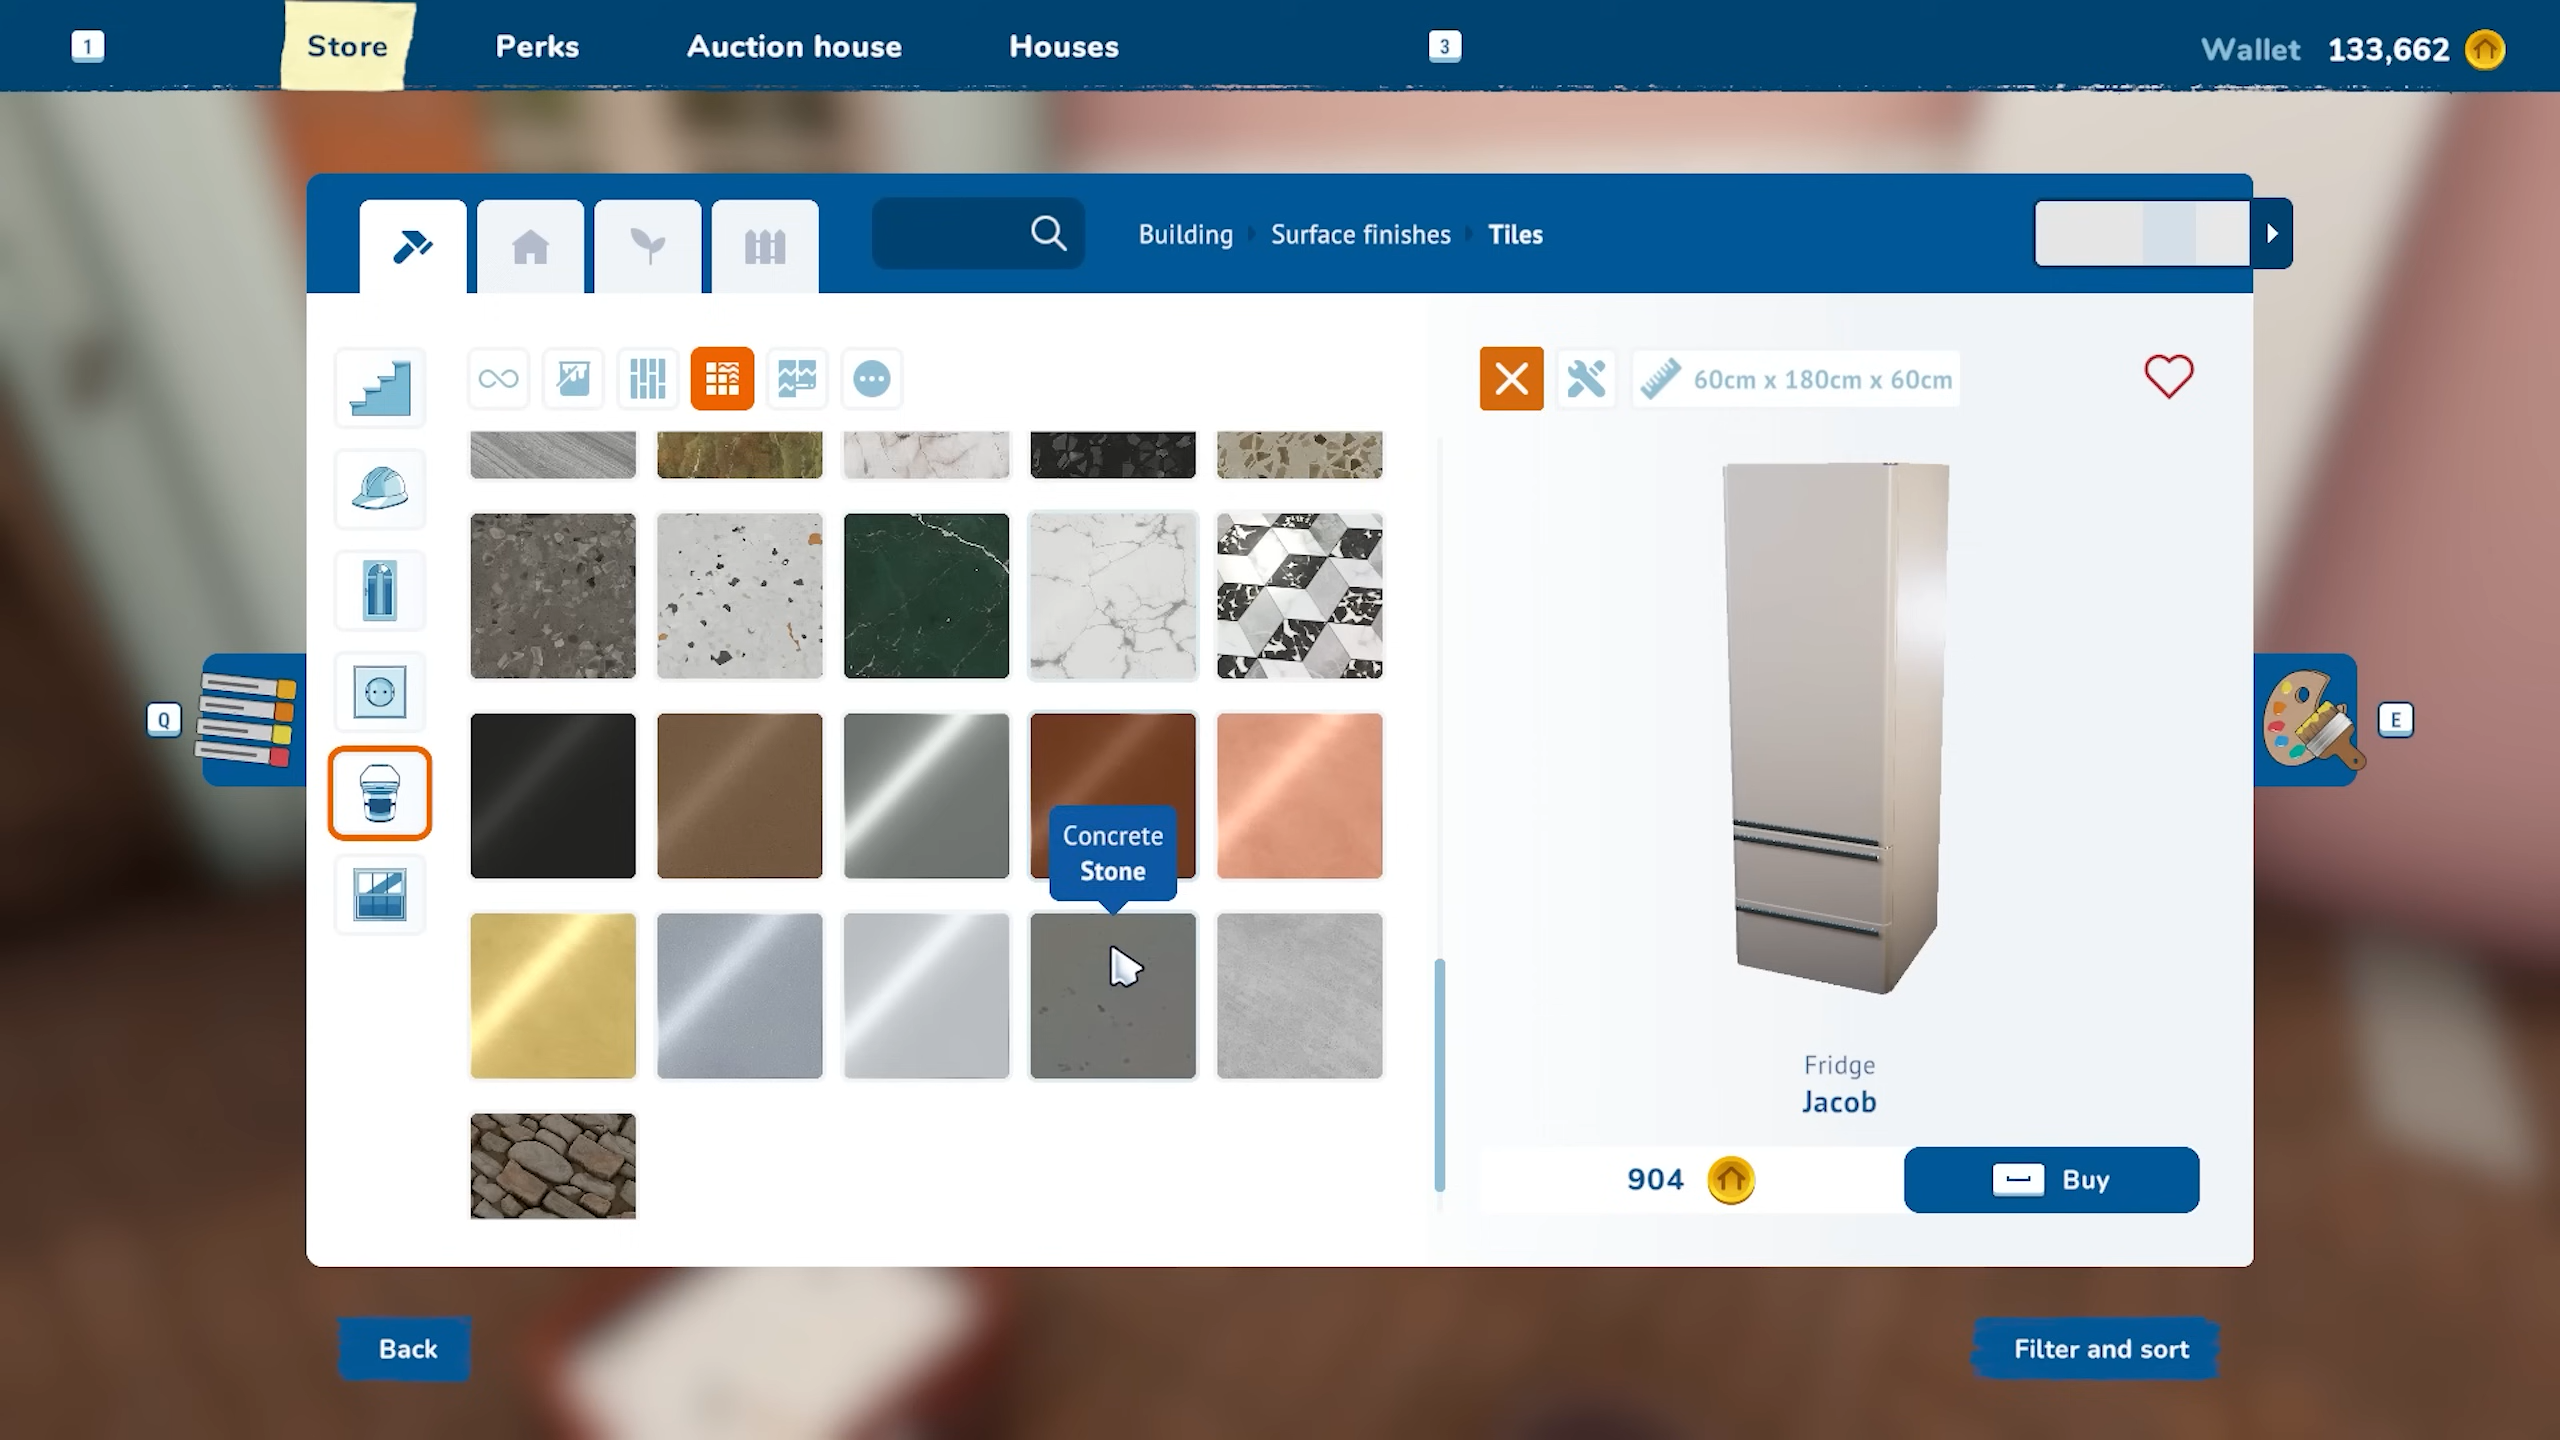 1
Store
Perks
Auction house
Houses
3
Wallet 133,662
Building
Surface finishes
Tiles
60cm x 180cm x 60cm
Q
E
Concrete
Stone
Fridge
Jacob
904
Buy
Back
Filter and sort